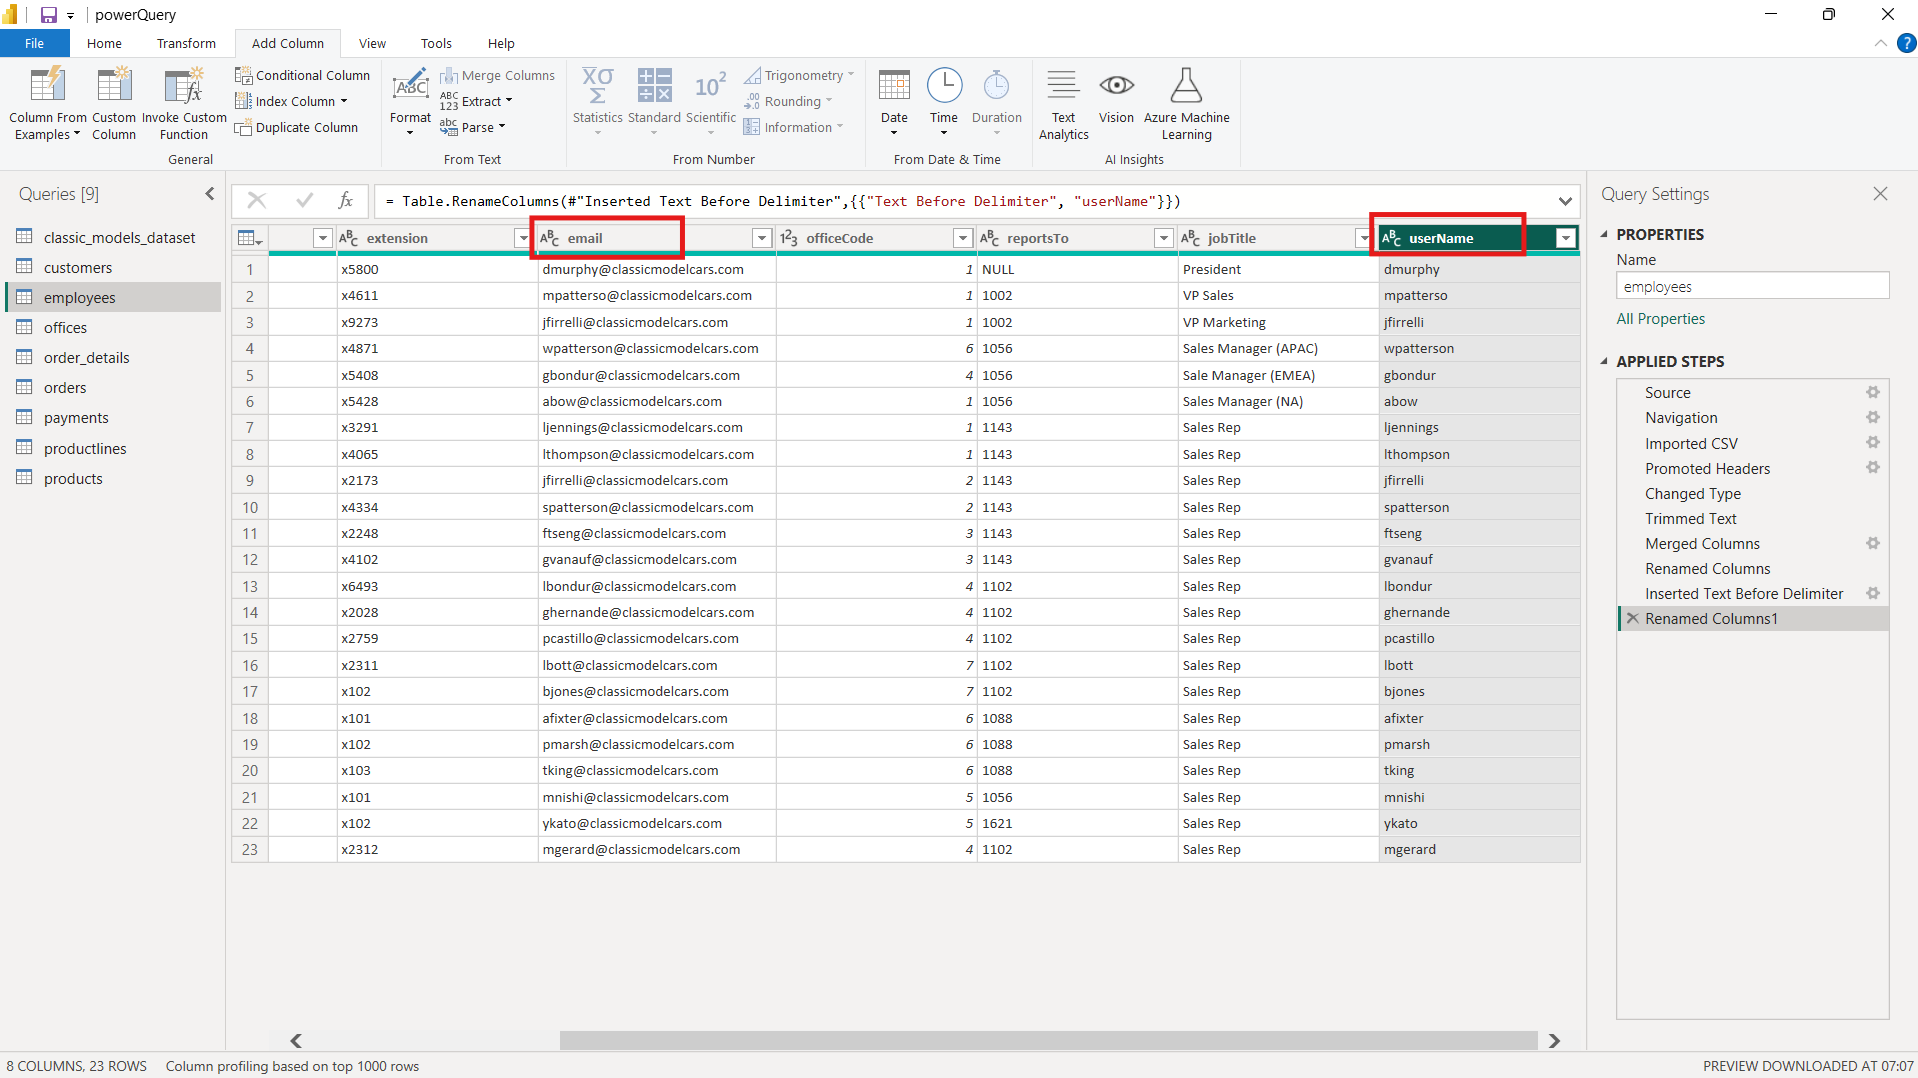 powerQuery
File Home Transform Add Column View Tools Help
Column From Examples
Custom Column
Invoke Custom Function
Conditional Column
Index Column
Duplicate Column
General
Format
Merge Columns
Extract
Parse
From Text
Statistics
Standard
Scientific
Trigonometry
Rounding
Information
From Number
Date
Time
Duration
From Date & Time
Text Analytics
Vision
Azure Machine Learning
AI Insights
Queries [9]
classic_models_dataset
customers
employees
offices
order_details
orders
payments
productlines
products
fx = Table.RenameColumns(#"Inserted Text Before Delimiter",{{"Text Before Delimiter", "userName"}})
extension email officeCode reportsTo jobTitle userName
1 x5800 dmurphy@classicmodelcars.com 1 NULL President dmurphy
2 x4611 mpatterso@classicmodelcars.com 1 1002 VP Sales mpatterso
3 x9273 jfirrelli@classicmodelcars.com 1 1002 VP Marketing jfirrelli
4 x4871 wpatterson@classicmodelcars.com 6 1056 Sales Manager (APAC) wpatterson
5 x5408 gbondur@classicmodelcars.com 4 1056 Sale Manager (EMEA) gbondur
6 x5428 abow@classicmodelcars.com 1 1056 Sales Manager (NA) abow
7 x3291 ljennings@classicmodelcars.com 1 1143 Sales Rep ljennings
8 x4065 lthompson@classicmodelcars.com 1 1143 Sales Rep lthompson
9 x2173 jfirrelli@classicmodelcars.com 2 1143 Sales Rep jfirrelli
10 x4334 spatterson@classicmodelcars.com 2 1143 Sales Rep spatterson
11 x2248 ftseng@classicmodelcars.com 3 1143 Sales Rep ftseng
12 x4102 gvanauf@classicmodelcars.com 3 1143 Sales Rep gvanauf
13 x6493 lbondur@classicmodelcars.com 4 1102 Sales Rep lbondur
14 x2028 ghernande@classicmodelcars.com 4 1102 Sales Rep ghernande
15 x2759 pcastillo@classicmodelcars.com 4 1102 Sales Rep pcastillo
16 x2311 lbott@classicmodelcars.com 7 1102 Sales Rep lbott
17 x102 bjones@classicmodelcars.com 7 1102 Sales Rep bjones
18 x101 afixter@classicmodelcars.com 6 1088 Sales Rep afixter
19 x102 pmarsh@classicmodelcars.com 6 1088 Sales Rep pmarsh
20 x103 tking@classicmodelcars.com 6 1088 Sales Rep tking
21 x101 mnishi@classicmodelcars.com 5 1056 Sales Rep mnishi
22 x102 ykato@classicmodelcars.com 5 1621 Sales Rep ykato
23 x2312 mgerard@classicmodelcars.com 4 1102 Sales Rep mgerard
Query Settings
PROPERTIES
Name
employees
All Properties
APPLIED STEPS
Source
Navigation
Imported CSV
Promoted Headers
Changed Type
Trimmed Text
Merged Columns
Renamed Columns
Inserted Text Before Delimiter
Renamed Columns1
8 COLUMNS, 23 ROWS Column profiling based on top 1000 rows PREVIEW DOWNLOADED AT 07:07